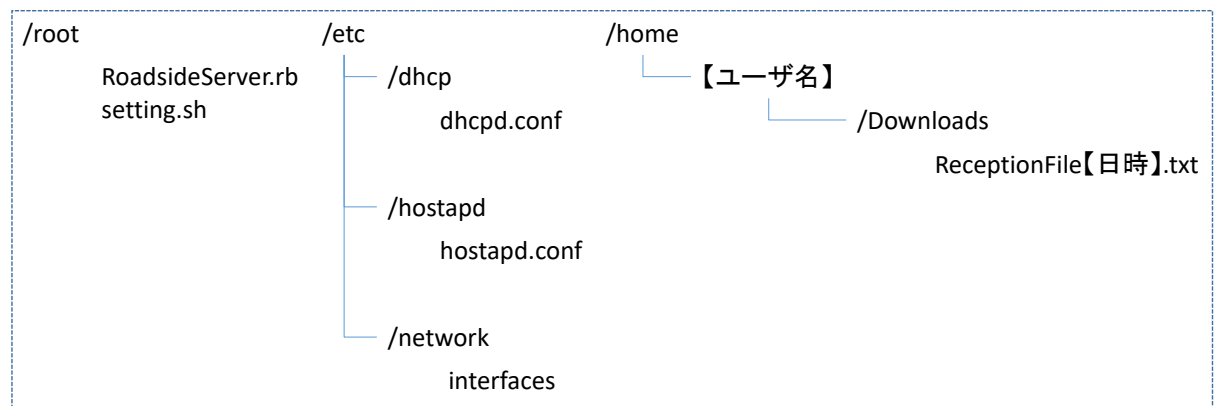 /root
RoadsideServer.rb
setting.sh
/etc
/dhcp
dhcpd.conf
/hostapd
hostapd.conf
/network
interfaces
/home
【ユーザ名】
/Downloads
ReceptionFile【日時】.txt